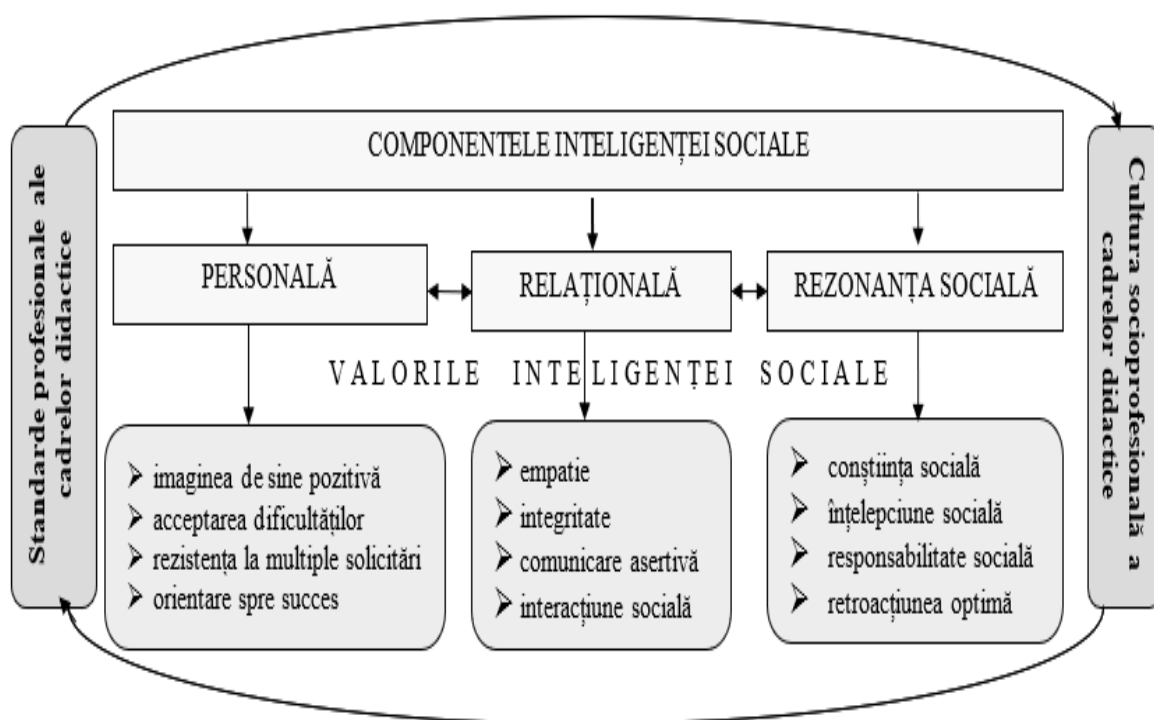 COMPONENTELE INTELIGENȚEI SOCIALE
Standarde profesionale ale
cadrelor didactice
PERSONALĂ
RELAȚIONALĂ
REZONANȚA SOCIALĂ
VALORILE INTELIGENȚEI SOCIALE
➢ imaginea de sine pozitivă
➢ acceptarea dificultăților
➢ rezistența la multiple solicitări
➢ orientare spre succes
➢ empatie
➢ integritate
➢ comunicare asertivă
➢ interacțiune socială
➢ conștiința socială
➢ înțelepciune socială
➢ responsabilitate socială
➢ retroacțiunea optimă
Cultura socioprofesională a
cadrelor didactice